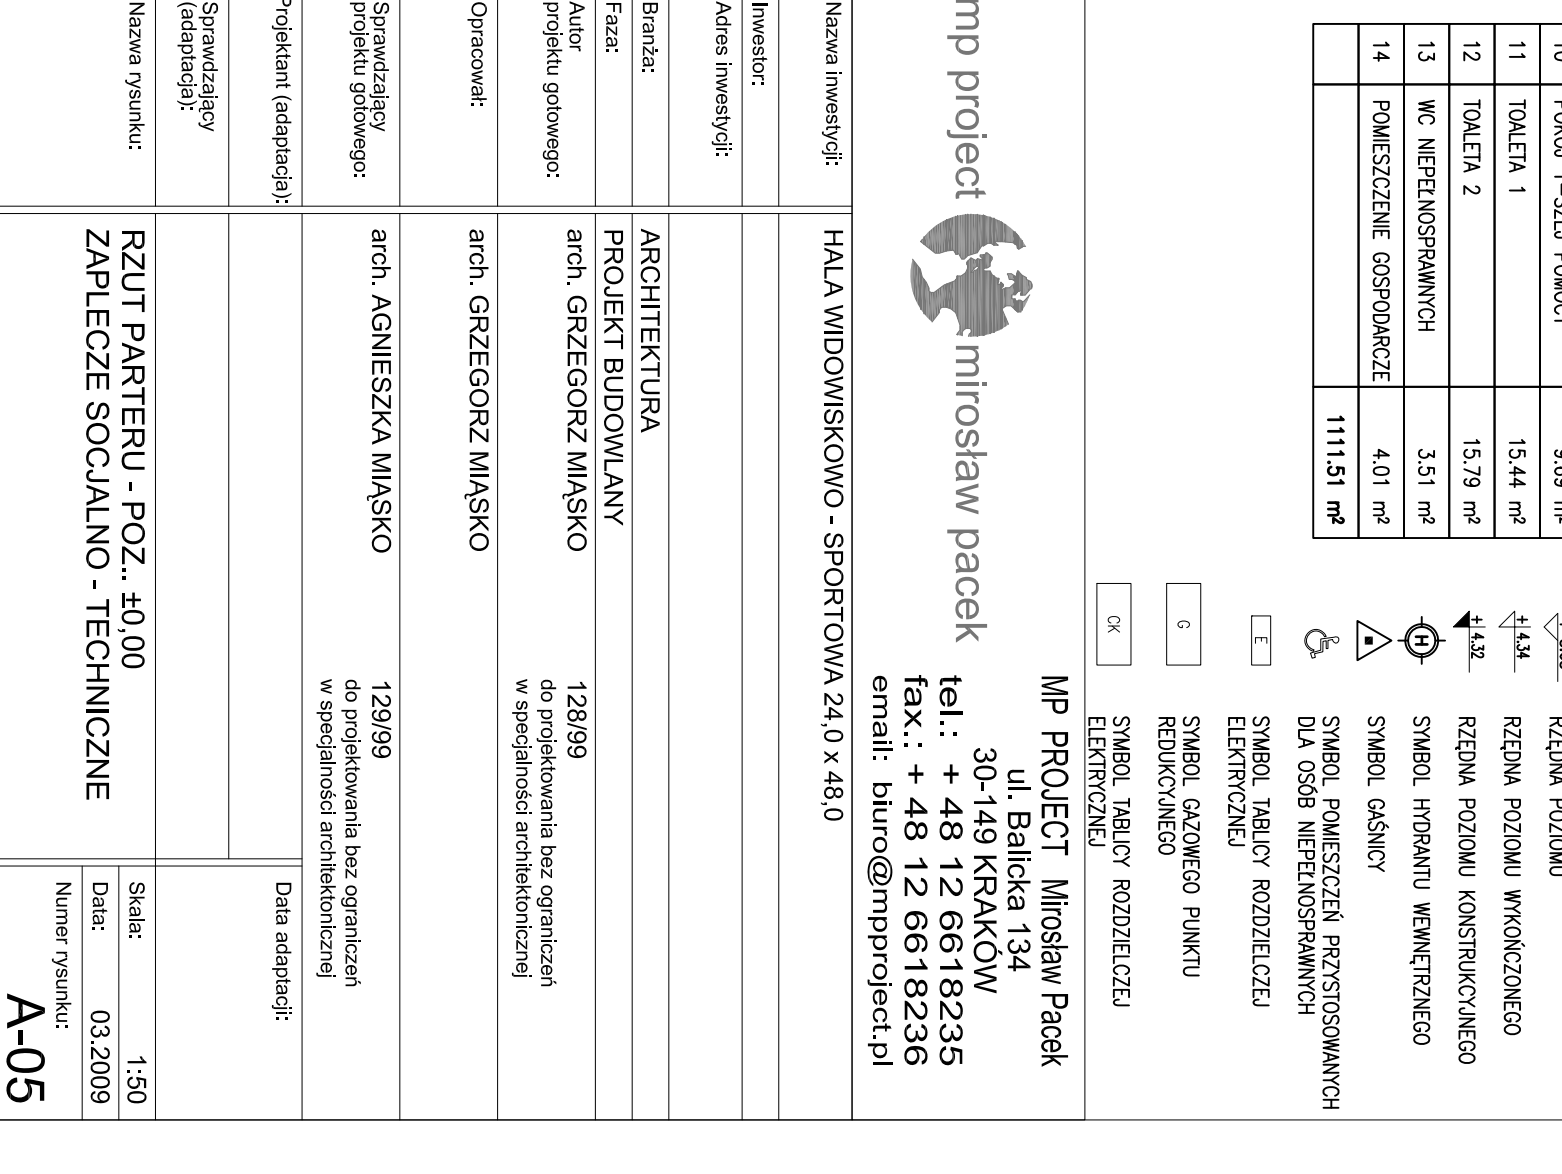 11 TOALETA 1 15.44 m²
12 TOALETA 2 15.79 m²
13 WC NIEPEŁNOSPRAWNYCH 3.51 m²
14 POMIESZCZENIE GOSPODARCZE 4.01 m²
1111.51 m²
RZĘDNA POZIOMU
+ 4.34 RZĘDNA POZIOMU WYKOŃCZONEGO
+ 4.32 RZĘDNA POZIOMU KONSTRUKCYJNEGO
H SYMBOL HYDRANTU WEWNĘTRZNEGO
SYMBOL GAŚNICY
SYMBOL POMIESZCZEŃ PRZYSTOSOWANYCH
DLA OSÓB NIEPEŁNOSPRAWNYCH
E SYMBOL TABLICY ROZDZIELCZEJ
ELEKTRYCZNEJ
G SYMBOL GAZOWEGO PUNKTU
REDUKCYJNEGO
CK SYMBOL TABLICY ROZDZIELCZEJ
ELEKTRYCZNEJ
mp project mirosław pacek
MP PROJECT Mirosław Pacek
ul. Balicka 134
30-149 KRAKÓW
tel.: + 48 12 6618235
fax.: + 48 12 6618236
email: biuro@mpproject.pl
Nazwa inwestycji: HALA WIDOWISKOWO - SPORTOWA 24,0 x 48,0
Inwestor:
Adres inwestycji:
Branża: ARCHITEKTURA
Faza: PROJEKT BUDOWLANY
Autor
projektu gotowego: arch. GRZEGORZ MIĄSKO 128/99
do projektowania bez ograniczeń
w specjalności architektonicznej
Opracował: arch. GRZEGORZ MIĄSKO
Sprawdzający
projektu gotowego: arch. AGNIESZKA MIĄSKO 129/99
do projektowania bez ograniczeń
w specjalności architektonicznej
Projektant (adaptacja): Data adaptacji:
Sprawdzający
(adaptacja):
Nazwa rysunku: RZUT PARTERU - POZ.. ±0,00
ZAPLECZE SOCJALNO - TECHNICZNE
Skala: 1:50
Data: 03.2009
Numer rysunku:
A-05